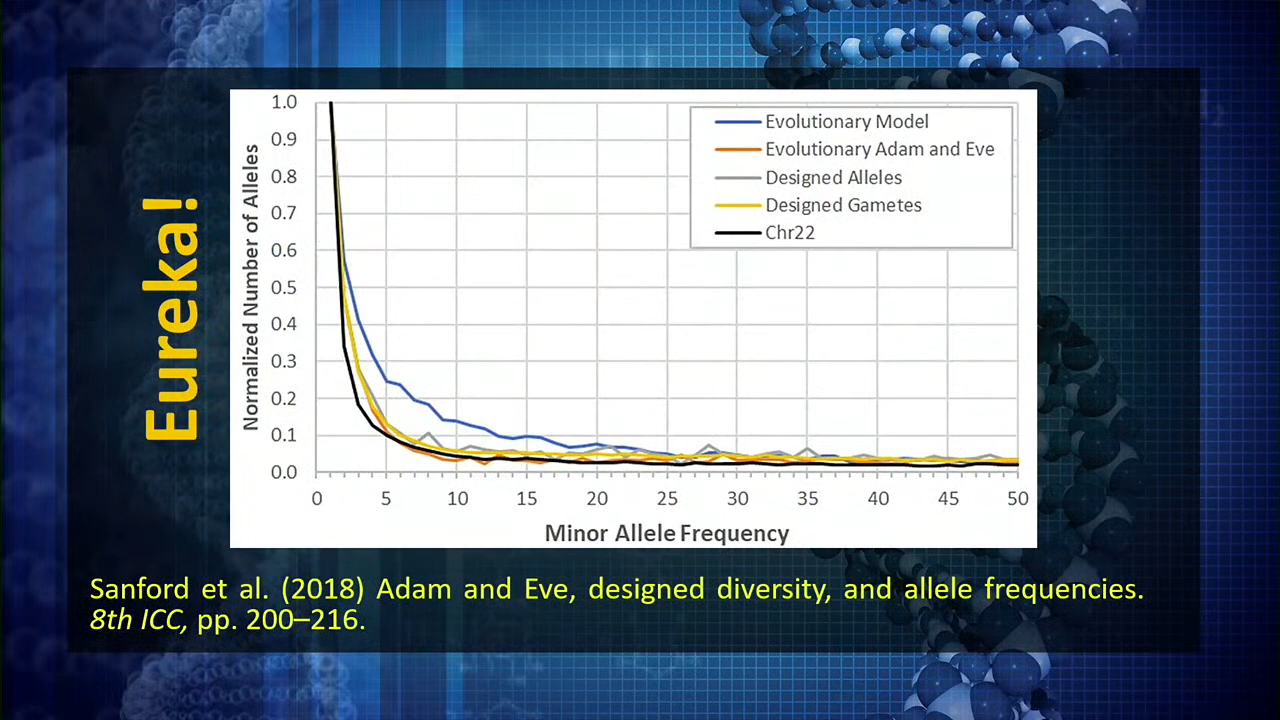 Eureka!
Normalized Number of Alleles
1.0
0.9
0.8
0.7
0.6
0.5
0.4
0.3
0.2
0.1
0.0
0 5 10 15 20 25 30 35 40 45 50
Minor Allele Frequency
Evolutionary Model
Evolutionary Adam and Eve
Designed Alleles
Designed Gametes
Chr22
Sanford et al. (2018) Adam and Eve, designed diversity, and allele frequencies.
8th ICC, pp. 200–216.